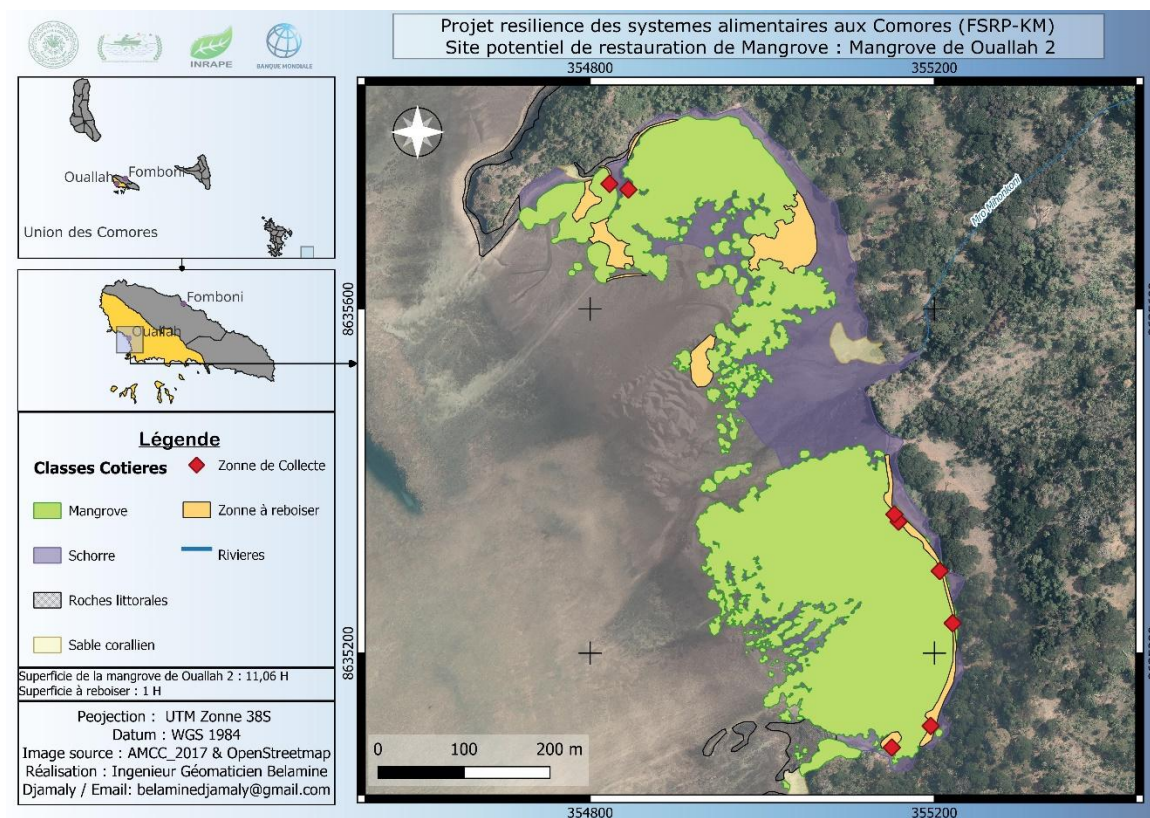 Projet resilience des systemes alimentaires aux Comores (FSRP-KM)
Site potentiel de restauration de Mangrove : Mangrove de Ouallah 2
INRAPE
BANQUE MONDIALE
Ouallah
Fomboni
Union des Comores
Fomboni
Ouallah
Légende
Classes Cotieres
Zonne de Collecte
Mangrove
Zonne à reboiser
Schorre
Rivieres
Roches littorales
Sable corallien
Superficie de la mangrove de Ouallah 2 : 11,06 H
Superficie à reboiser : 1 H
Peojection : UTM Zonne 38S
Datum : WGS 1984
Image source : AMCC_2017 & OpenStreetmap
Réalisation : Ingenieur Géomaticien Belamine
Djamaly / Email: belaminedjamaly@gmail.com
354800
355200
8635600
8635200
Mro Mihonkoni
0
100
200 m
354800
355200